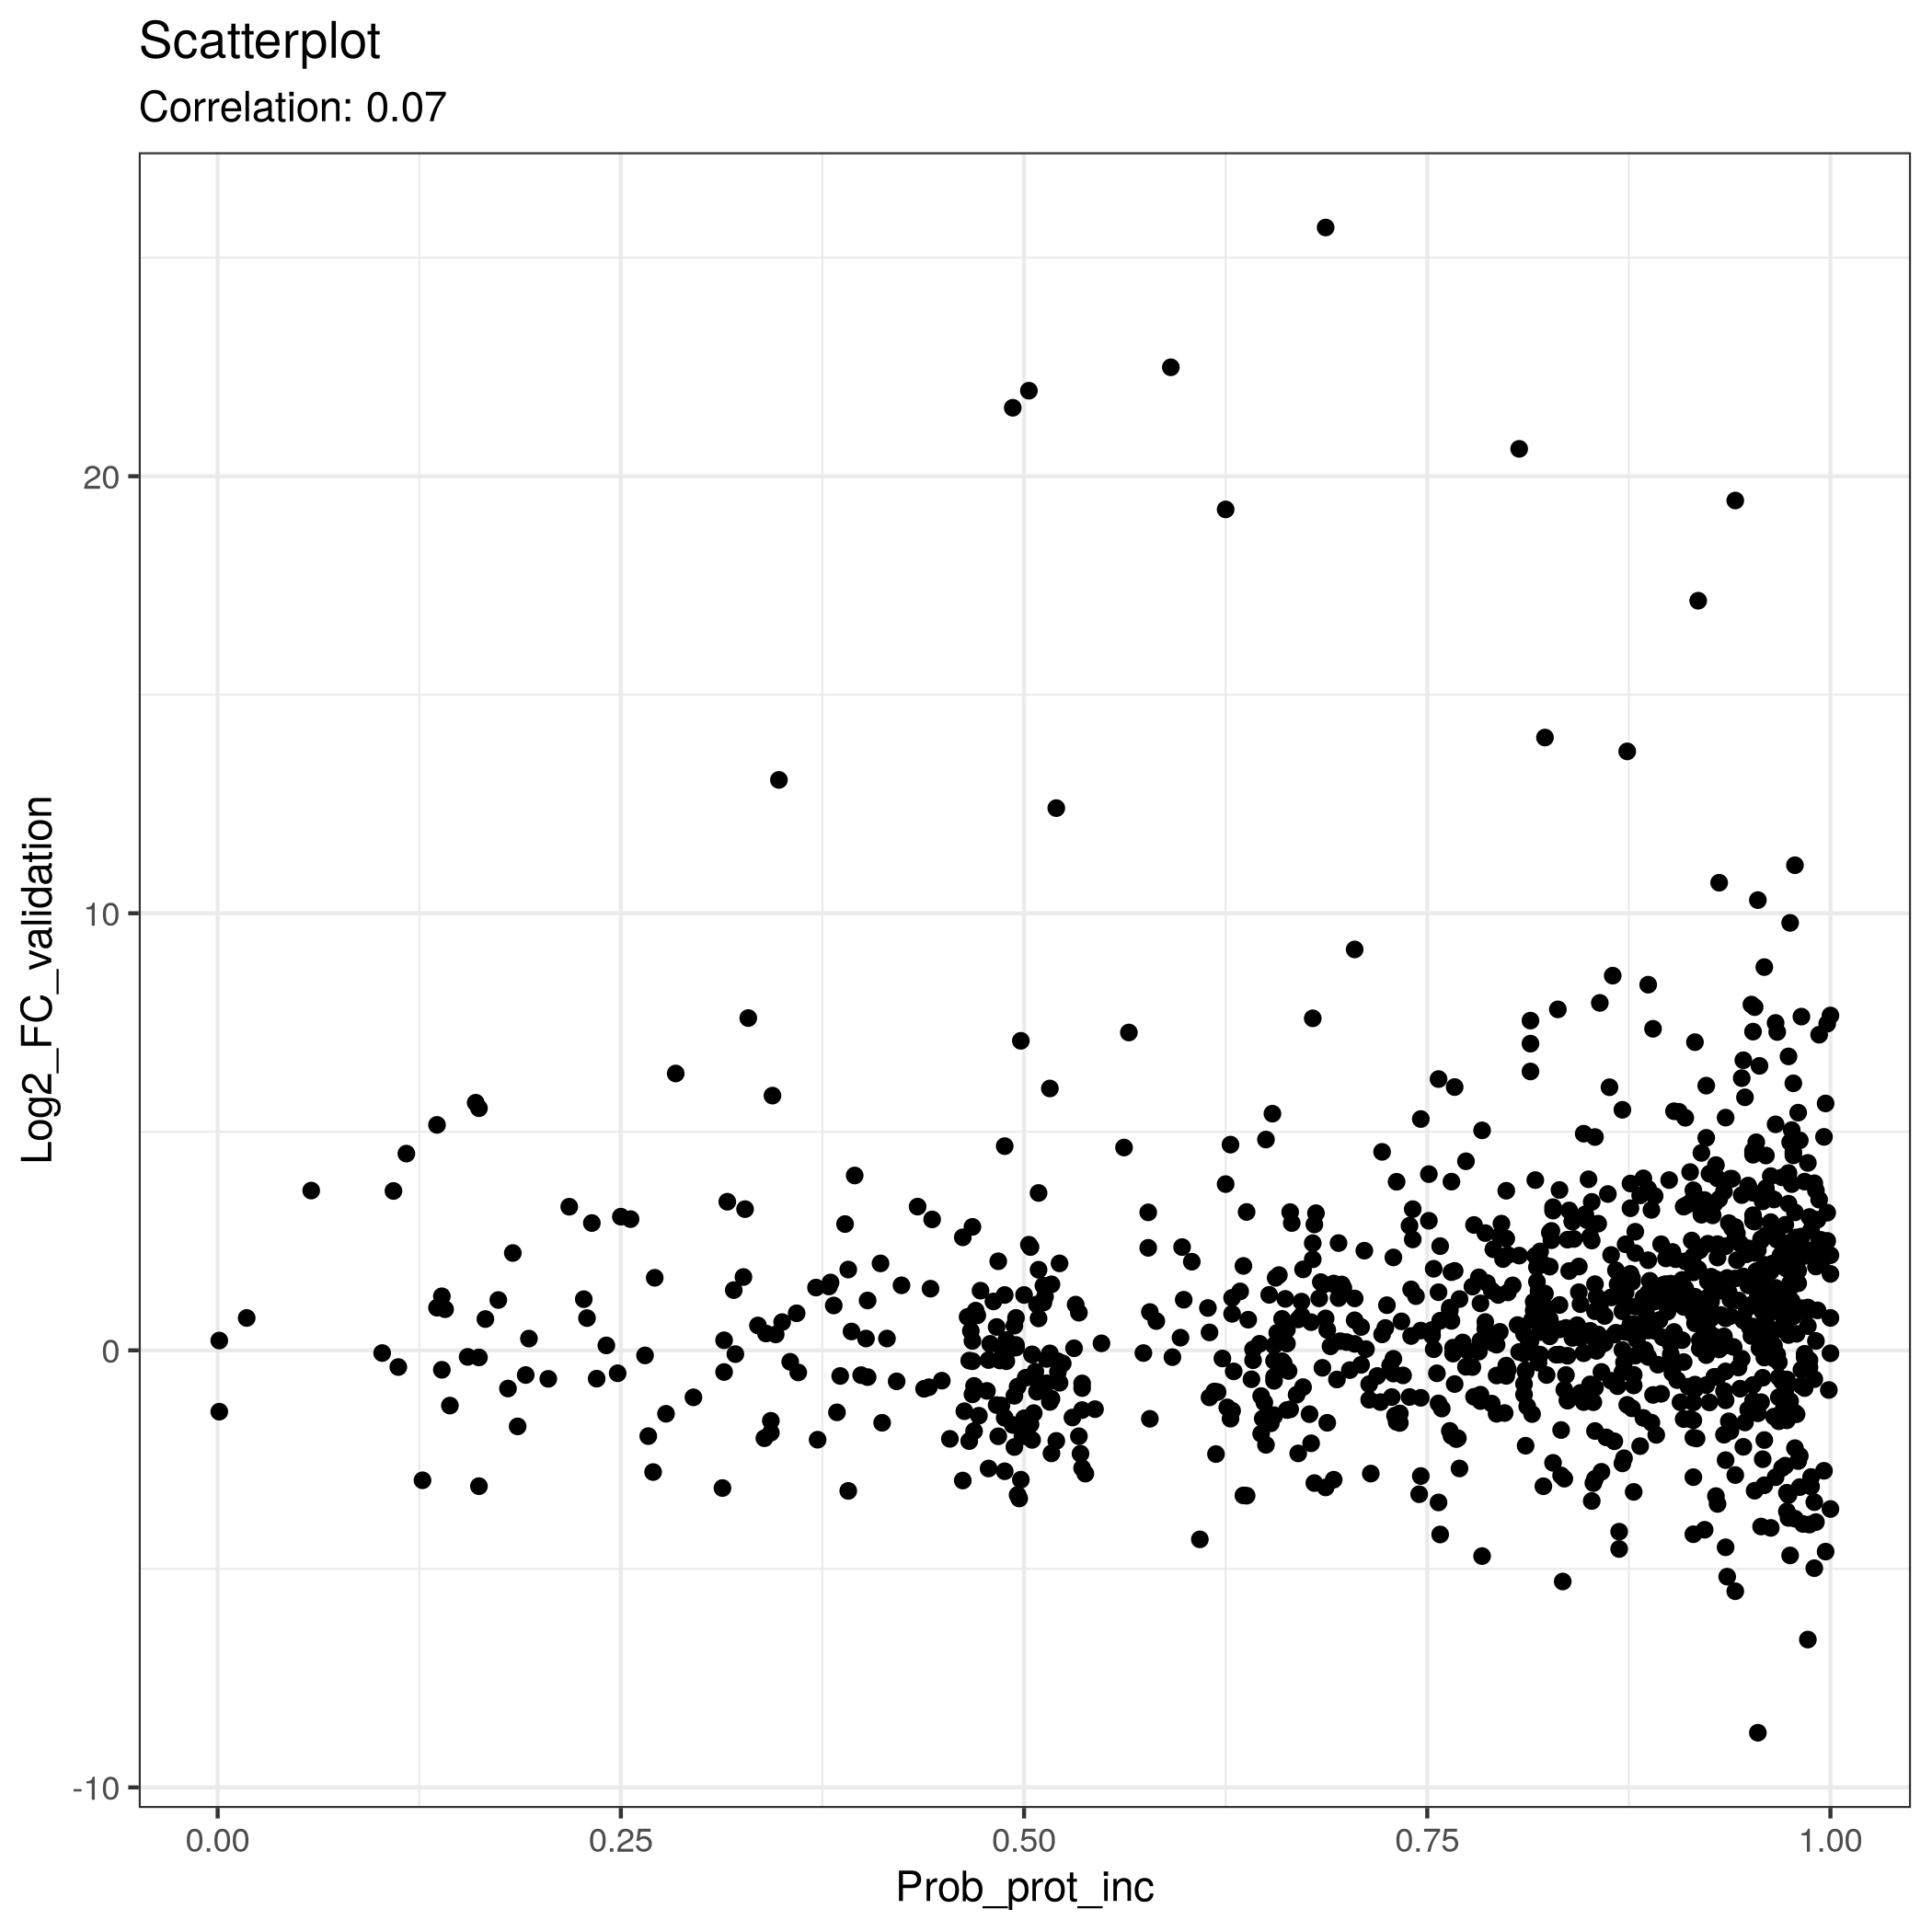 Scatterplot
Correlation: 0.07
Log2_FC_validation
20
10
0
-10
0.00 0.25 0.50 0.75 1.00
Prob_prot_inc